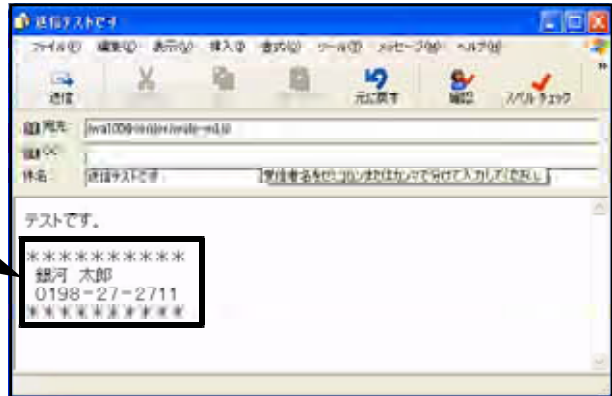 送信テストです
ファイル(F) 編集(E) 表示(V) 挿入(I) 書式(O) ツール(T) メッセージ(M) ヘルプ(H)
送信 元に戻す 確認 スペル チェック
宛先:
CC:
件名: 送信テストです 受信者名をセミコロンまたはカンマで分けて入力してください。
テストです。
**********
銀河 太郎
0198-27-2711
**********